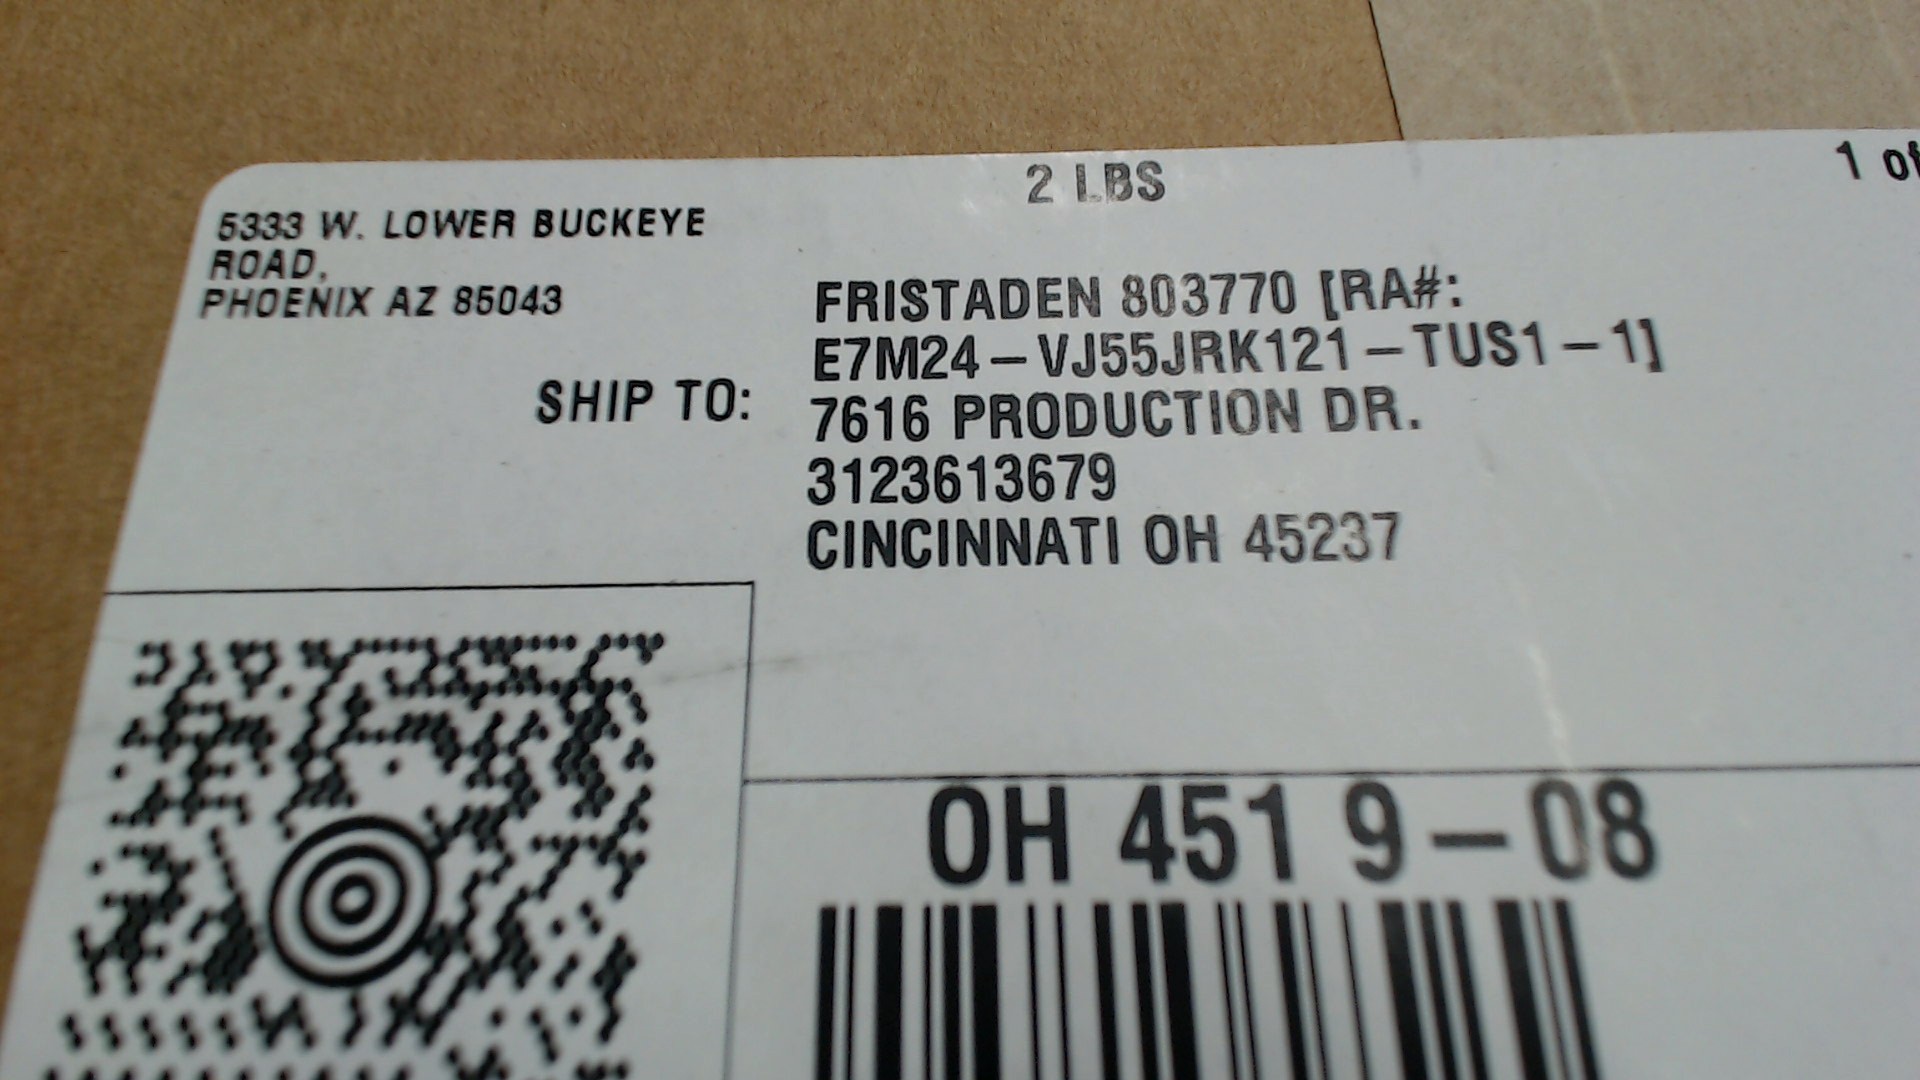 2 LBS
1 of
5333 W. LOWER BUCKEYE
ROAD,
PHOENIX AZ 85043
SHIP TO:
FRISTADEN 803770 [RA#:
E7M24-VJ55JRK121-TUS1-1]
7616 PRODUCTION DR.
3123613679
CINCINNATI OH 45237
OH 451 9-08